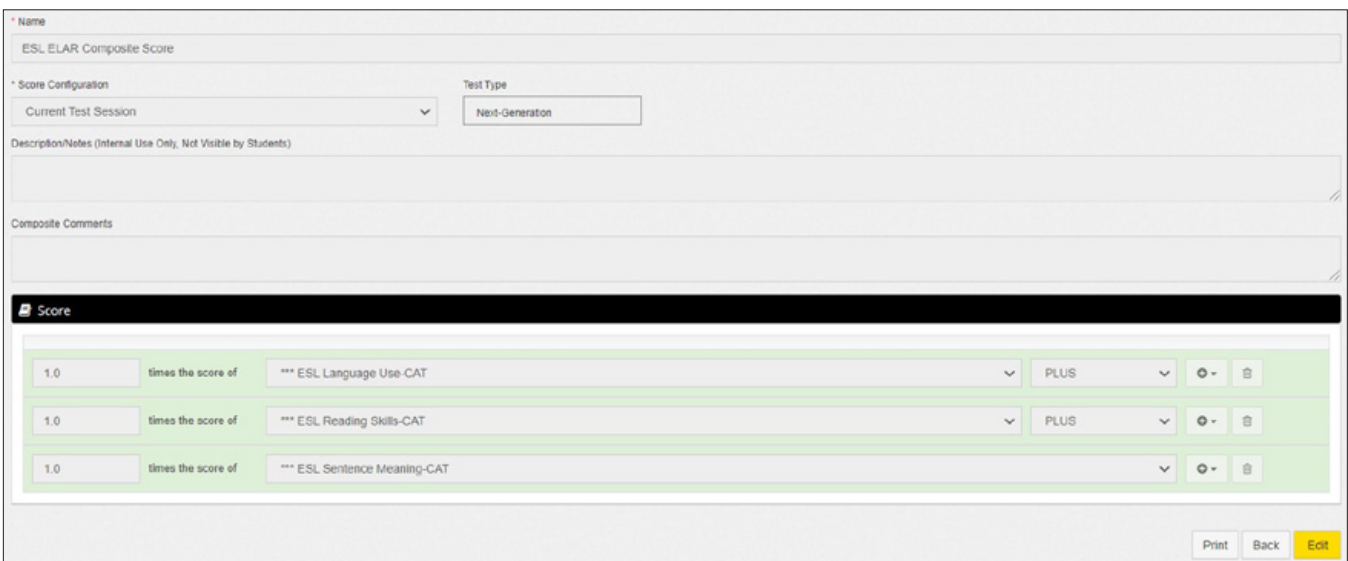 * Name
ESL ELAR Composite Score
* Score Configuration
Test Type
Current Test Session
Next-Generation
Description/Notes (Internal Use Only, Not Visible by Students)
Composite Comments
Score
1.0 times the score of *** ESL Language Use-CAT PLUS
1.0 times the score of *** ESL Reading Skills-CAT PLUS
1.0 times the score of *** ESL Sentence Meaning-CAT
Print Back Edit